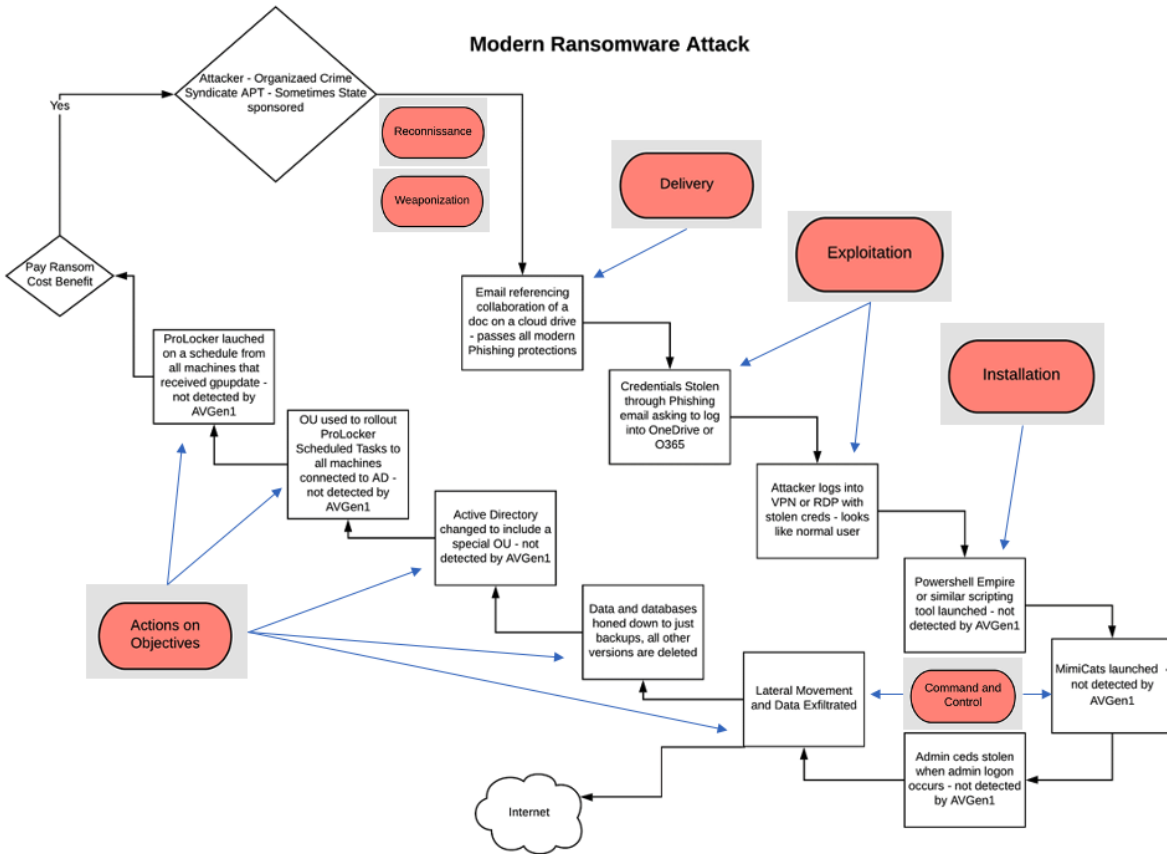 Modern Ransomware Attack
Attacker - Organizaed Crime
Syndicate APT - Sometimes State
sponsored
Yes
Reconnissance
Weaponization
Delivery
Exploitation
Installation
Pay Ransom
Cost Benefit
Email referencing
collaboration of a
doc on a cloud drive
- passes all modern
Phishing protections
ProLocker lauched
on a schedule from
all machines that
received gpupdate -
not detected by
AVGen1
Credentials Stolen
through Phishing
email asking to log
into OneDrive or
O365
OU used to rollout
ProLocker
Scheduled Tasks to
all machines
connected to AD -
not detected by
AVGen1
Attacker logs into
VPN or RDP with
stolen creds - looks
like normal user
Active Directory
changed to include a
special OU - not
detected by AVGen1
Powershell Empire
or similar scripting
tool launched - not
detected by AVGen1
Actions on
Objectives
Data and databases
honed down to just
backups, all other
versions are deleted
Lateral Movement
and Data Exfiltrated
Command and
Control
MimiCats launched -
not detected by
AVGen1
Admin ceds stolen
when admin logon
occurs - not detected
by AVGen1
Internet